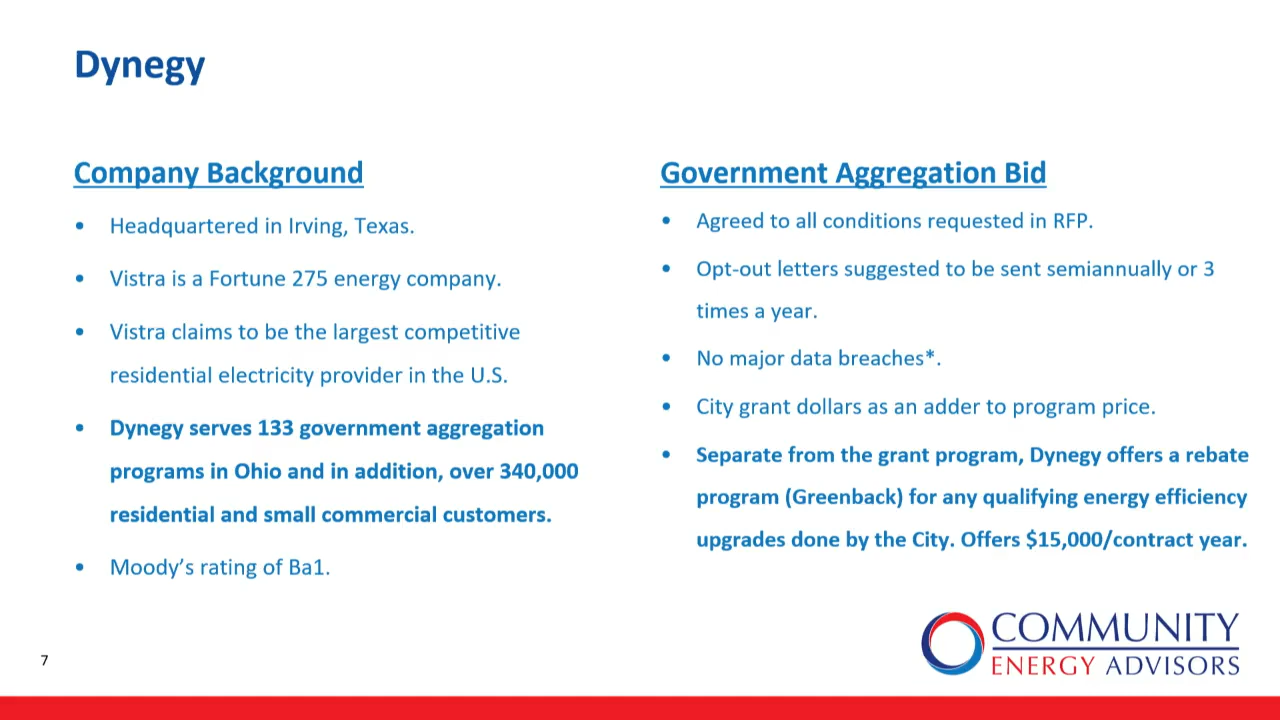 Dynegy
Company Background
• Headquartered in Irving, Texas.
• Vistra is a Fortune 275 energy company.
• Vistra claims to be the largest competitive
residential electricity provider in the U.S.
• Dynegy serves 133 government aggregation
programs in Ohio and in addition, over 340,000
residential and small commercial customers.
• Moody’s rating of Ba1.
Government Aggregation Bid
• Agreed to all conditions requested in RFP.
• Opt-out letters suggested to be sent semiannually or 3
times a year.
• No major data breaches*.
• City grant dollars as an adder to program price.
• Separate from the grant program, Dynegy offers a rebate
program (Greenback) for any qualifying energy efficiency
upgrades done by the City. Offers $15,000/contract year.
7
COMMUNITY
ENERGY ADVISORS